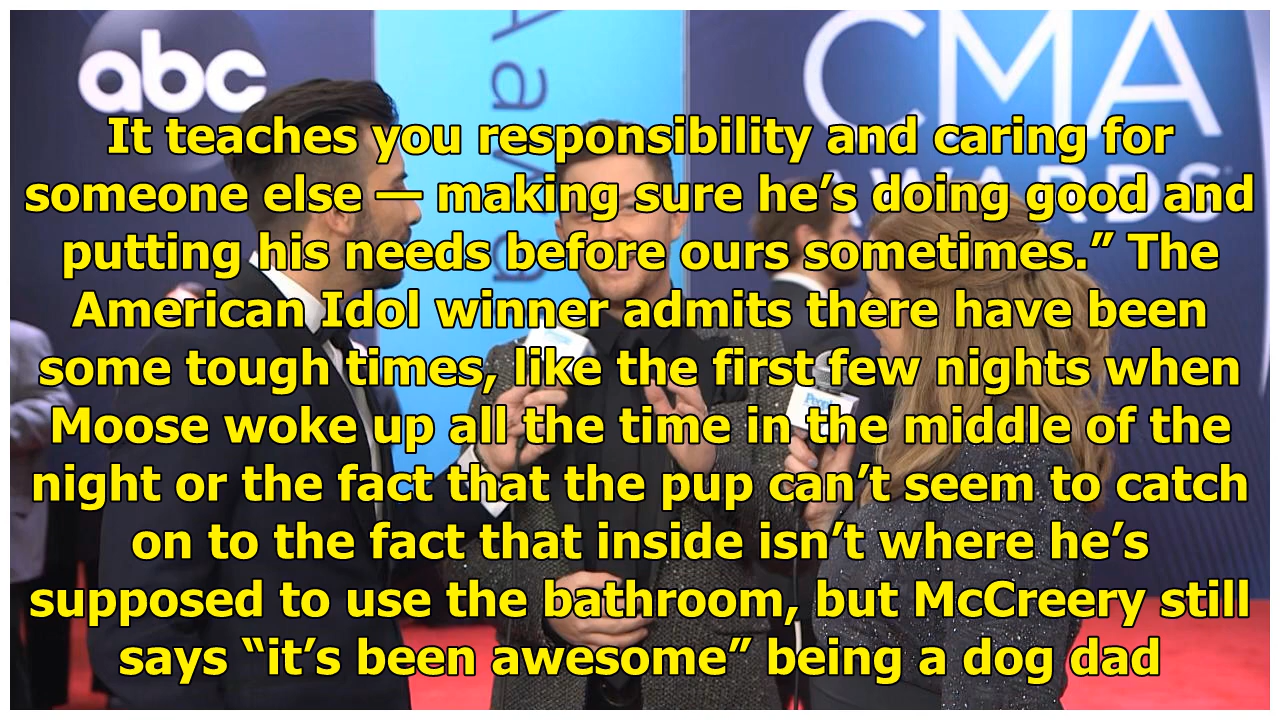 abc
CMA
AWARDS
It teaches you responsibility and caring for
someone else — making sure he’s doing good and
putting his needs before ours sometimes.” The
American Idol winner admits there have been
some tough times, like the first few nights when
Moose woke up all the time in the middle of the
night or the fact that the pup can’t seem to catch
on to the fact that inside isn’t where he’s
supposed to use the bathroom, but McCreery still
says “it’s been awesome” being a dog dad